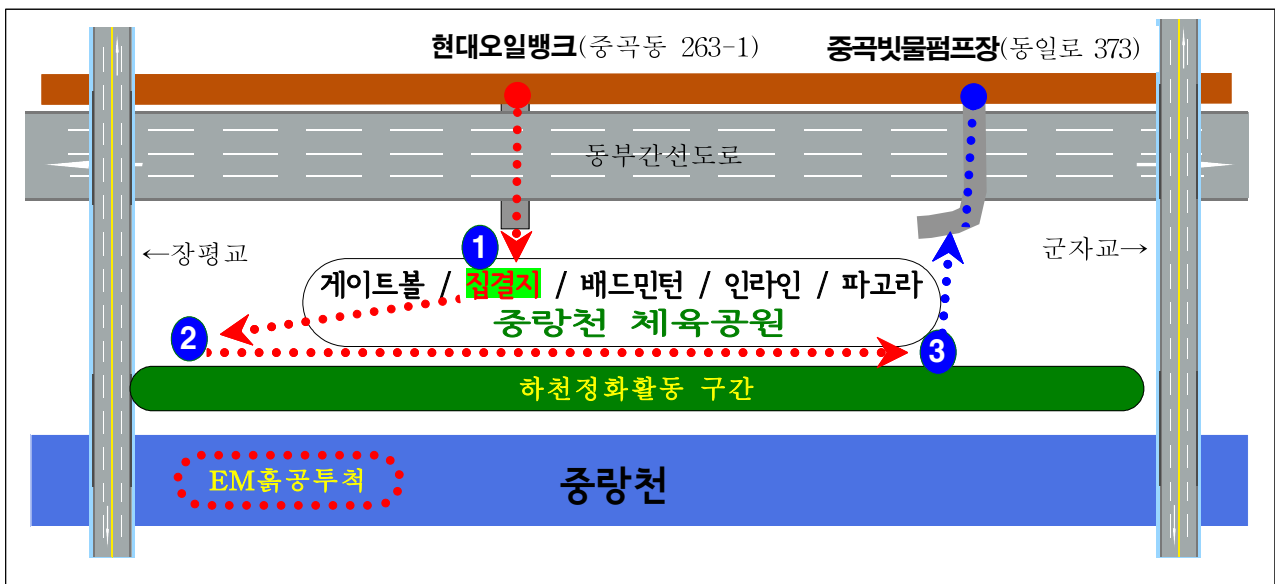 현대오일뱅크(중곡동 263-1)
중곡빗물펌프장(동일로 373)
동부간선도로
←장평교
군자교→
1
게이트볼 / 집결지 / 배드민턴 / 인라인 / 파고라
중랑천 체육공원
2
3
하천정화활동 구간
EM흙공투척
중랑천